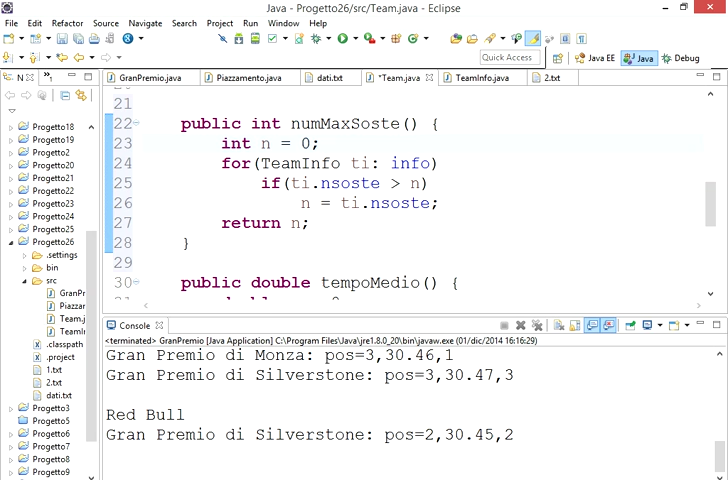 Java - Progetto26/src/Team.java - Eclipse
File Edit Refactor Source Navigate Search Project Run Window Help
Quick Access Java EE Java Debug
N GranPremio.java Piazzamento.java dati.txt *Team.java TeamInfo.java 2.txt
Progetto18
Progetto19
Progetto2
Progetto20
Progetto21
Progetto22
Progetto23
Progetto24
Progetto25
Progetto26
.settings
bin
src
GranPr
Piazzar
Team.j
TeamIr
.classpath
.project
1.txt
2.txt
dati.txt
Progetto3
Progetto5
Progetto6
Progetto7
Progetto8
Progetto9
21
22 public int numMaxSoste() {
23 int n = 0;
24 for(TeamInfo ti: info)
25 if(ti.nsoste > n)
26 n = ti.nsoste;
27 return n;
28 }
29
30 public double tempoMedio() {
Console
<terminated> GranPremio [Java Application] C:\Program Files\Java\jre1.8.0_20\bin\javaw.exe (01/dic/2014 16:16:29)
Gran Premio di Monza: pos=3,30.46,1
Gran Premio di Silverstone: pos=3,30.47,3
Red Bull
Gran Premio di Silverstone: pos=2,30.45,2